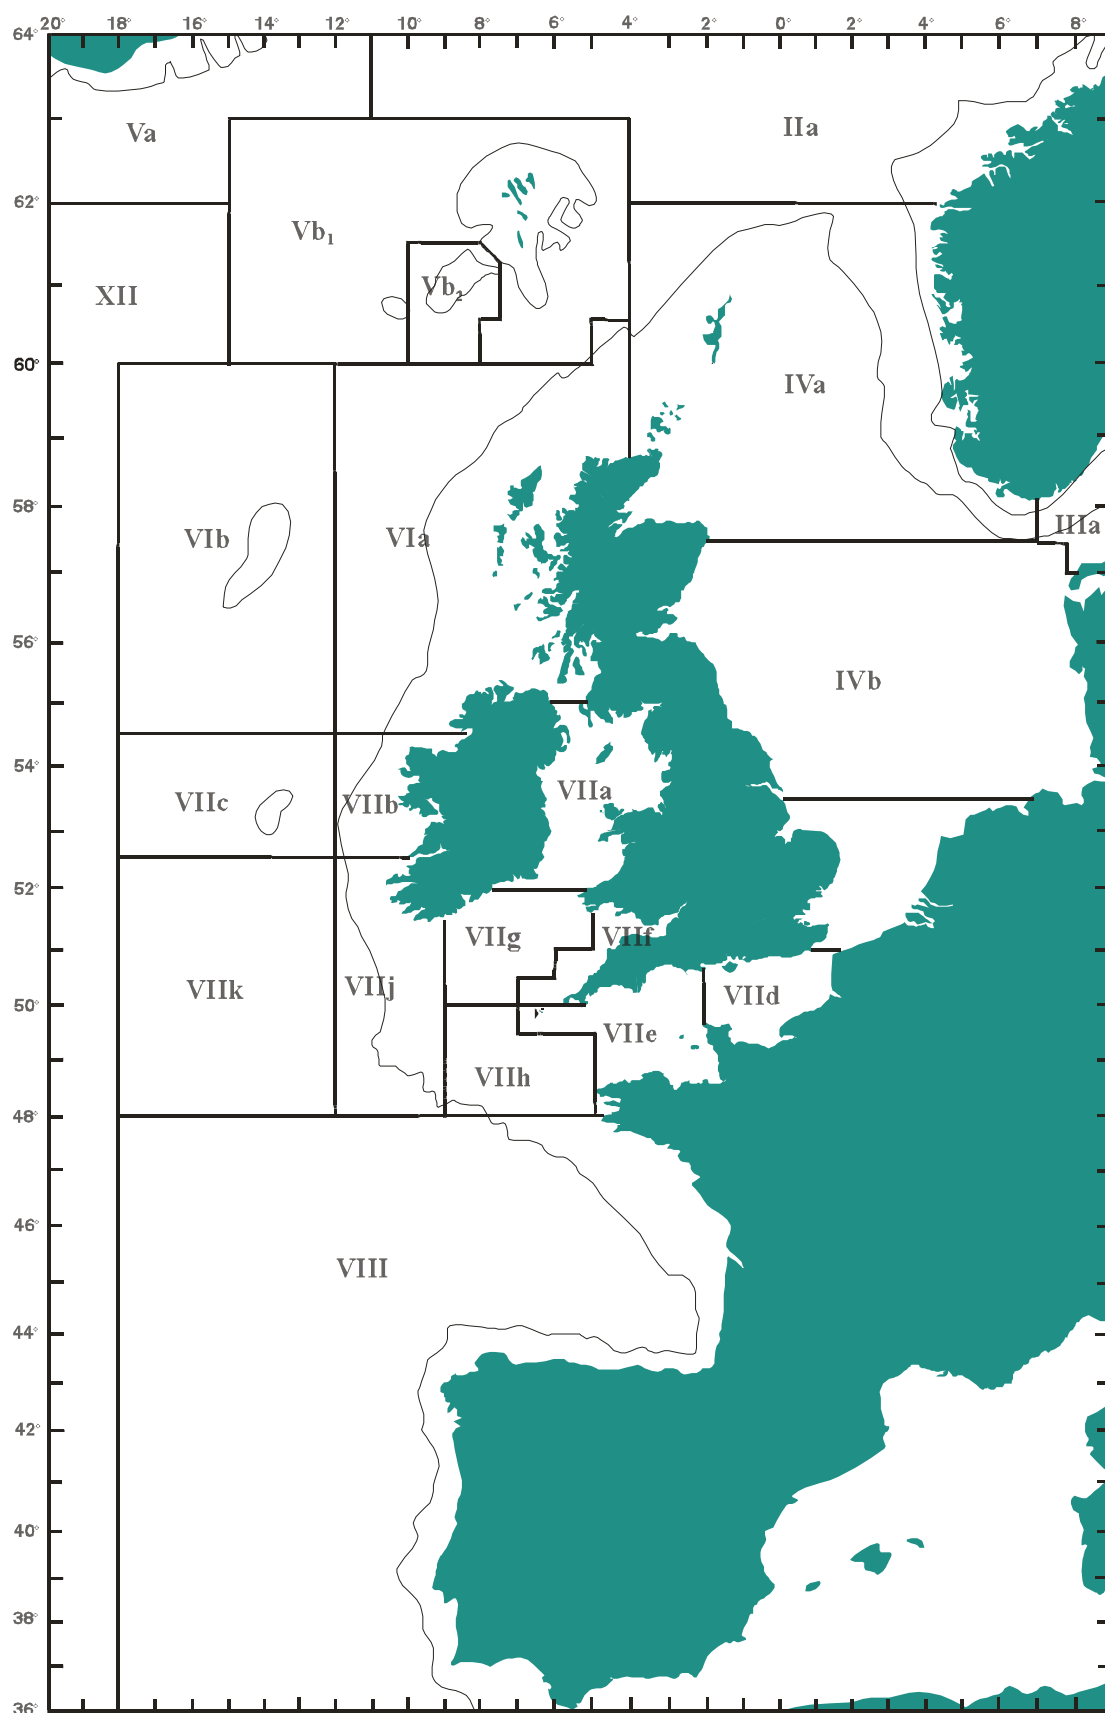 20° 18° 16° 14° 12° 10° 8° 6° 4° 2° 0° 2° 4° 6° 8°
64°
Va
IIa
62°
Vb₁
Vb₂
XII
60°
IVa
58°
IIIa
VIb
VIa
56°
IVb
54°
VIIc
VIIb
VIIa
52°
VIIg
VIIf
VIIk
VIIj
VIId
50°
VIIe
VIIh
48°
46°
VIII
44°
42°
40°
38°
36°